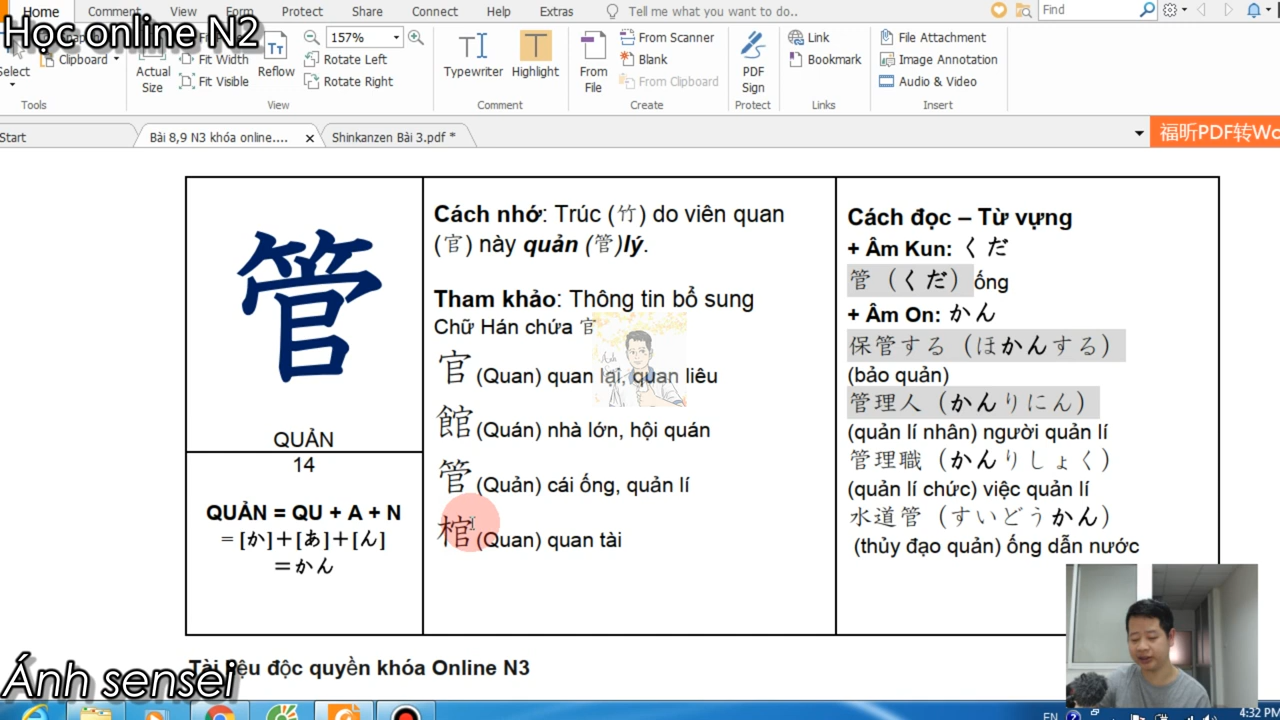 Home Comment View Form Protect Share Connect Help Extras Tell me what you want to do.. Find
Học online N2
Select
Clipboard
Actual Size
Fit Width
Fit Visible
Reflow
157%
Rotate Left
Rotate Right
Typewriter
Highlight
From File
From Scanner
Blank
From Clipboard
PDF Sign
Link
Bookmark
File Attachment
Image Annotation
Audio & Video
Tools View Comment Create Protect Links Insert
Start
Bài 8,9 N3 khóa online....
Shinkanzen Bài 3.pdf *
福昕PDF转Wo
管
QUẢN
14
QUẢN = QU + A + N
= [か]+[あ]+[ん]
=かん
Cách nhớ: Trúc (竹) do viên quan
(官) này quản (管)lý.
Tham khảo: Thông tin bổ sung
Chữ Hán chứa 官
官 (Quan) quan lại, quan liêu
館 (Quán) nhà lớn, hội quán
管 (Quản) cái ống, quản lí
棺 (Quan) quan tài
Cách đọc – Từ vựng
+ Âm Kun: くだ
管 (くだ) ống
+ Âm On: かん
保管する (ほかんする)
(bảo quản)
管理人 (かんりにん)
(quản lí nhân) người quản lí
管理職 (かんりしょく)
(quản lí chức) việc quản lí
水道管 (すいどうかん)
(thủy đạo quản) ống dẫn nước
Tài liệu độc quyền khóa Online N3
Ánh sensei
EN
4:32 PM